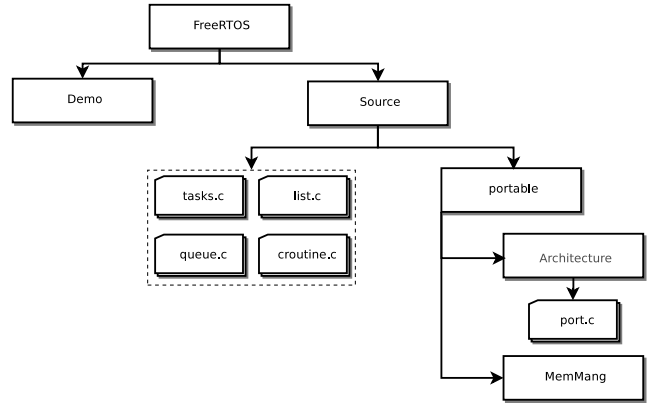 FreeRTOS
Demo
Source
tasks.c
list.c
portable
queue.c
croutine.c
Architecture
port.c
MemMang